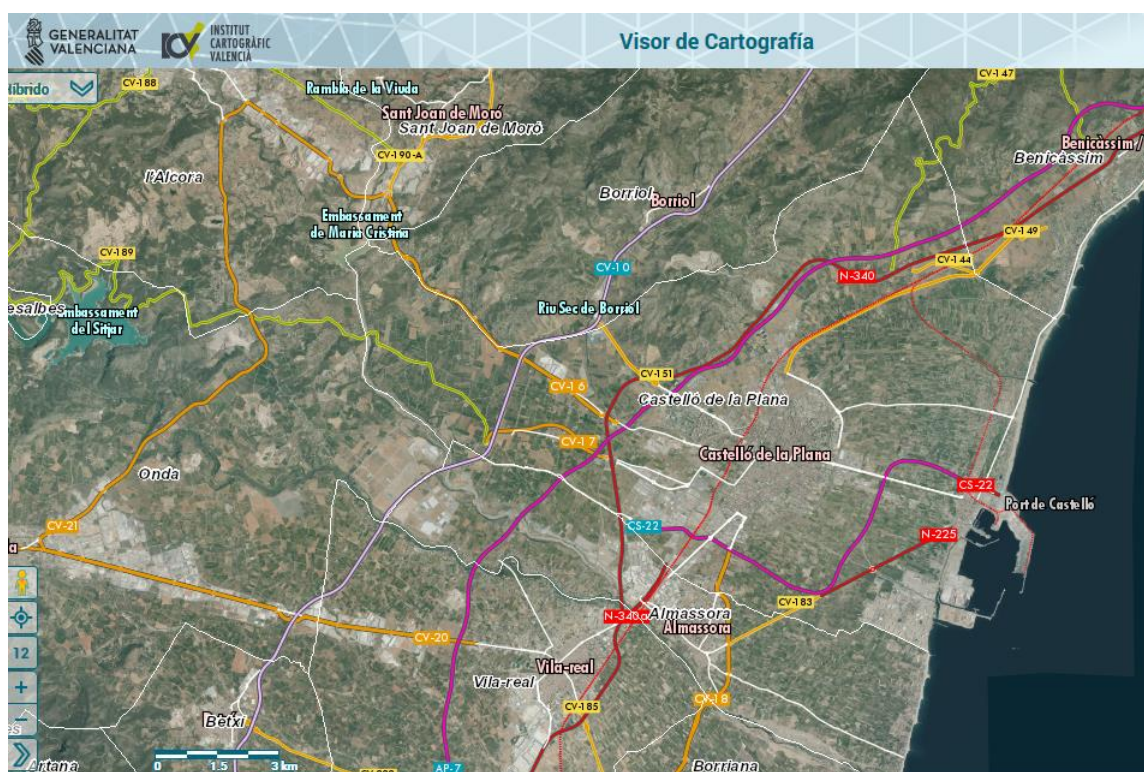 GENERALITAT
VALENCIANA
ICV
INSTITUT
CARTOGRÀFIC
VALENCIÀ
Visor de Cartografía
Híbrido
CV-188
Rambla de la Viuda
CV-147
Sant Joan de Moró
Sant Joan de Moró
Benicàssim /
Benicàssim
CV-190-A
l'Alcora
Borriol
Borriol
Embassament
de Maria Cristina
CV-149
CV-189
CV-144
CV-10
N-340
Embassament
del Sitjar
Riu Sec de Borriol
CV-151
CV-16
Castelló de la Plana
CV-17
Castelló de la Plana
Onda
CS-22
Port de Castelló
CV-21
CS-22
N-225
CV-183
N-340a
Almassora
Almassora
CV-20
12
Vila-real
Vila-real
CV-18
CV-185
Betxí
Artana
0 1.5 3 km
AP-7
Borriana